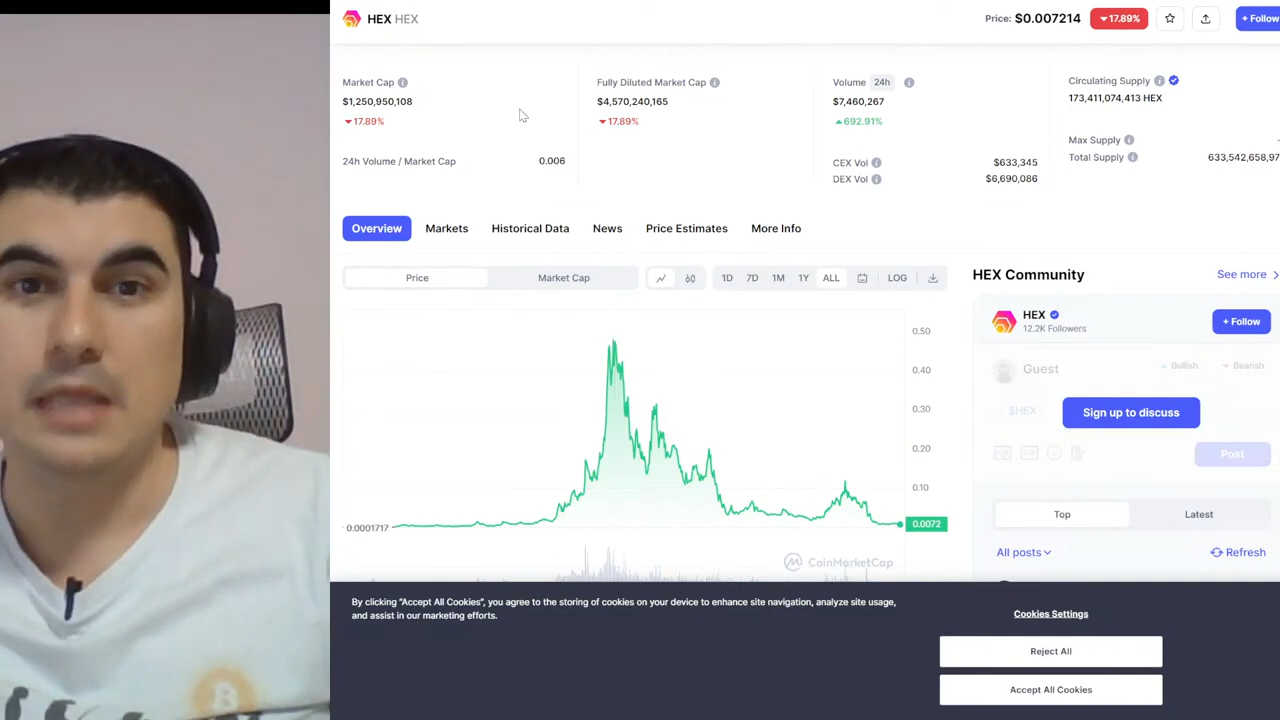 HEX HEX
Price: $0.007214
17.89%
+ Follow
Market Cap
$1,250,950,108
17.89%
24h Volume / Market Cap
0.006
Fully Diluted Market Cap
$4,570,240,165
17.89%
Volume 24h
$7,460,267
692.91%
CEX Vol
$633,345
DEX Vol
$6,690,086
Circulating Supply
173,411,074,413 HEX
Max Supply
Total Supply
633,542,658,97
Overview
Markets
Historical Data
News
Price Estimates
More Info
Price
Market Cap
1D
7D
1M
1Y
ALL
LOG
0.50
0.40
0.30
0.20
0.10
0.0072
0.0001717
CoinMarketCap
HEX Community
See more
HEX
12.2K Followers
+ Follow
Guest
Bullish
Bearish
$HEX
Sign up to discuss
Post
Top
Latest
All posts
Refresh
By clicking “Accept All Cookies”, you agree to the storing of cookies on your device to enhance site navigation, analyze site usage,
and assist in our marketing efforts.
Cookies Settings
Reject All
Accept All Cookies